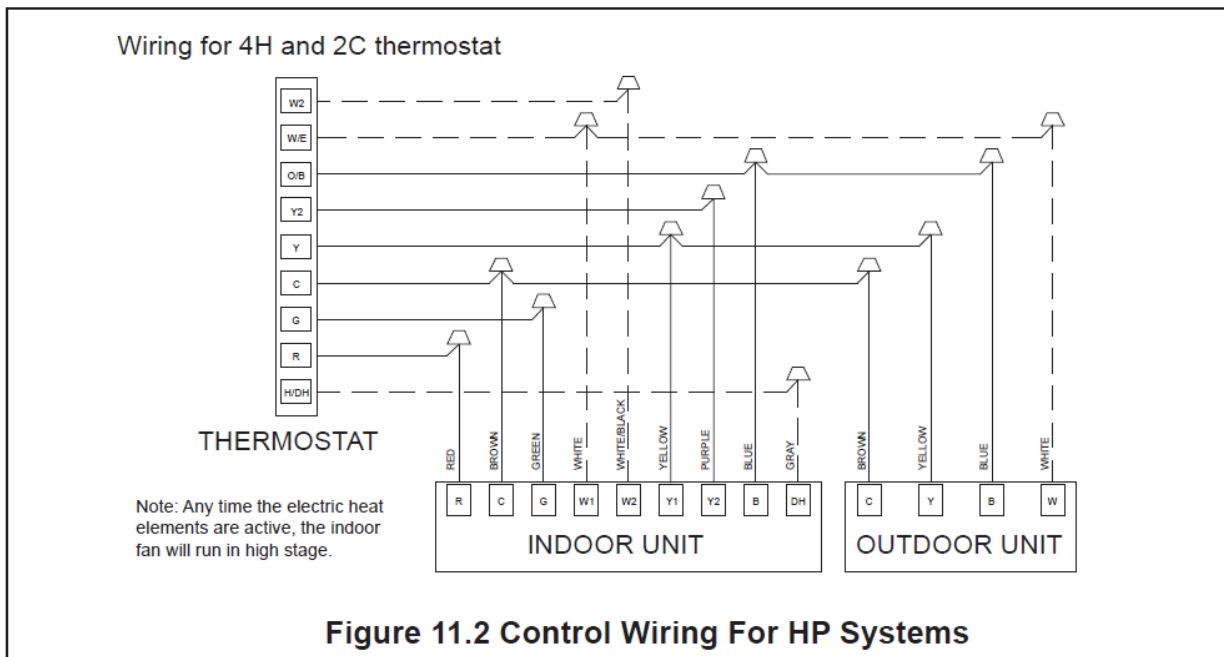 Wiring for 4H and 2C thermostat
W2
W/E
O/B
Y2
Y
C
G
R
H/DH
THERMOSTAT
Note: Any time the electric heat
elements are active, the indoor
fan will run in high stage.
RED
BROWN
GREEN
WHITE
WHITE/BLACK
YELLOW
PURPLE
BLUE
GRAY
BROWN
YELLOW
BLUE
WHITE
R C G W1 W2 Y1 Y2 B DH
C Y B W
INDOOR UNIT
OUTDOOR UNIT
Figure 11.2 Control Wiring For HP Systems